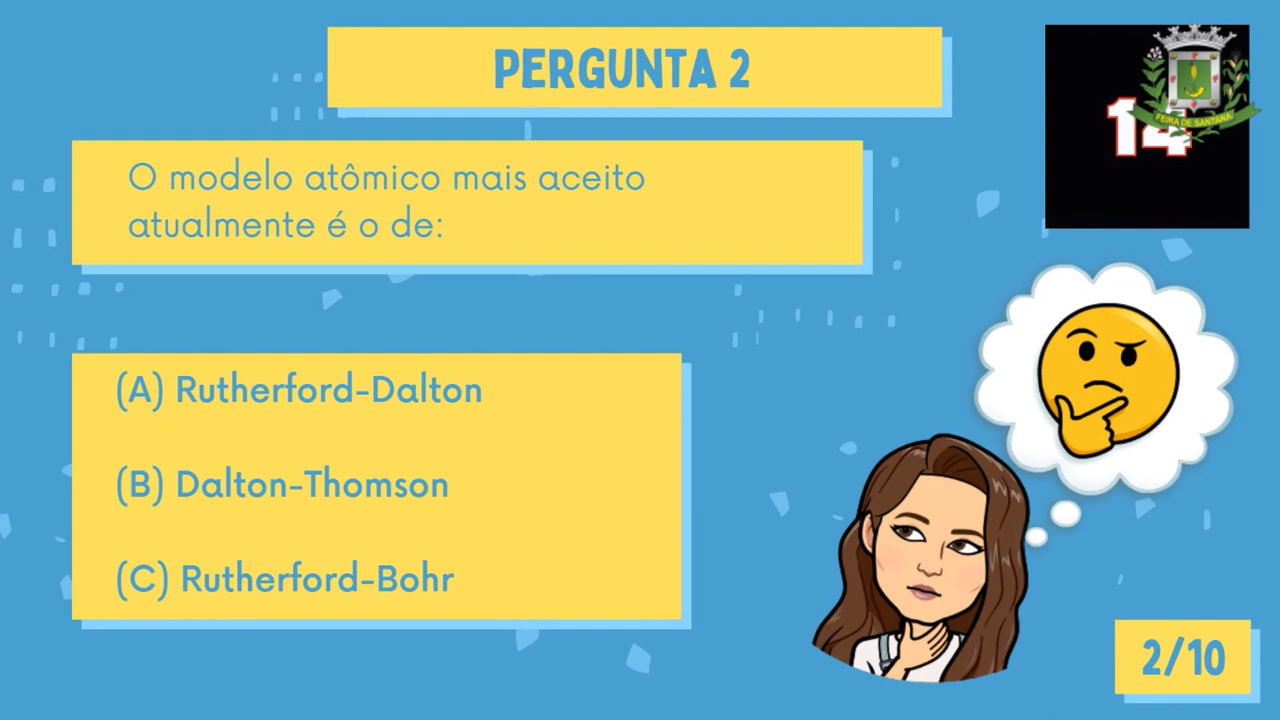 PERGUNTA 2
14
FEIRA DE SANTANA
O modelo atômico mais aceito
atualmente é o de:
(A) Rutherford-Dalton
(B) Dalton-Thomson
(C) Rutherford-Bohr
2/10